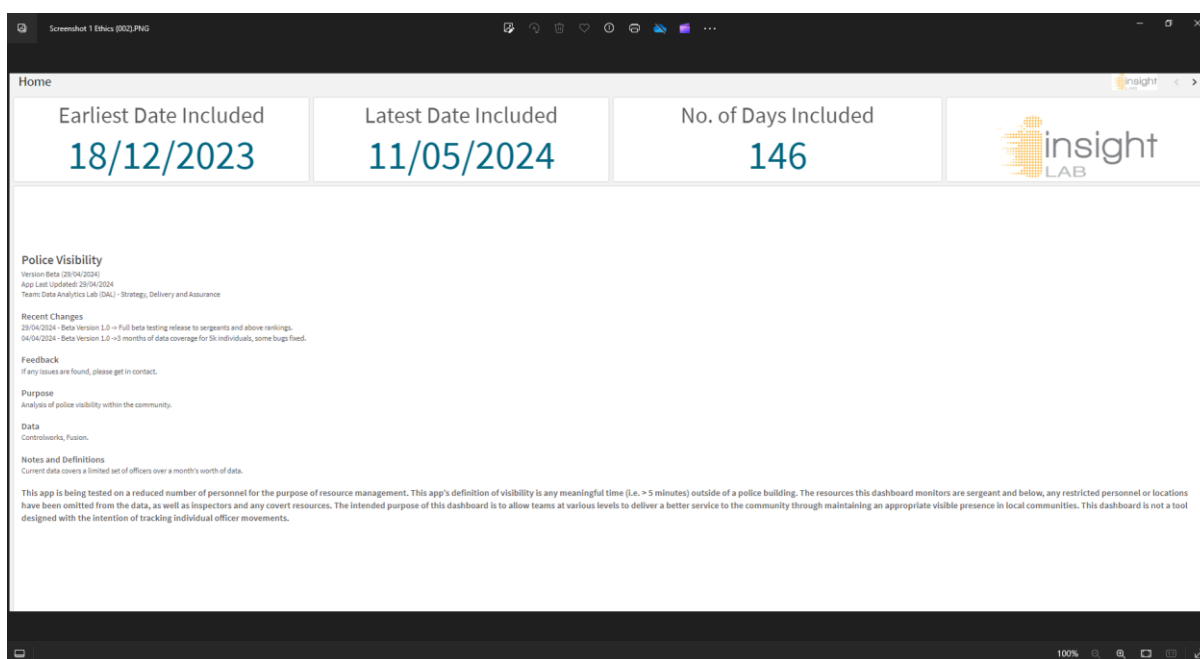 Screenshot 1 Ethics (002).PNG
Home
insight
LAB
Earliest Date Included
18/12/2023
Latest Date Included
11/05/2024
No. of Days Included
146
insight
LAB
Police Visibility
Version Beta (29/04/2024)
App Last Updated: 29/04/2024
Team: Data Analytics Lab (DAL) - Strategy, Delivery and Assurance
Recent Changes
29/04/2024 - Beta Version 1.0 -> Full beta testing release to sergeants and above rankings.
04/04/2024 - Beta Version 1.0 ->3 months of data coverage for 5k individuals, some bugs fixed.
Feedback
If any issues are found, please get in contact.
Purpose
Analysis of police visibility within the community.
Data
Controlworks, Fusion.
Notes and Definitions
Current data covers a limited set of officers over a month's worth of data.
This app is being tested on a reduced number of personnel for the purpose of resource management. This app's definition of visibility is any meaningful time (i.e. > 5 minutes) outside of a police building. The resources this dashboard monitors are sergeant and below, any restricted personnel or locations
have been omitted from the data, as well as inspectors and any covert resources. The intended purpose of this dashboard is to allow teams at various levels to deliver a better service to the community through maintaining an appropriate visible presence in local communities. This dashboard is not a tool
designed with the intention of tracking individual officer movements.
100%